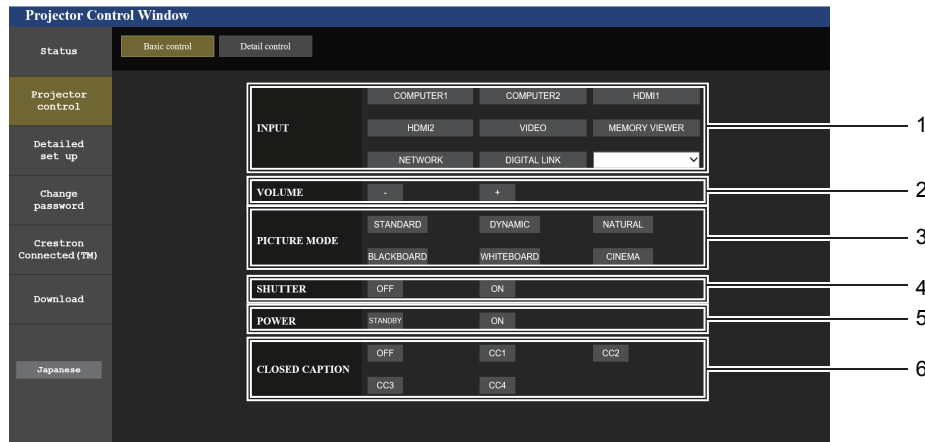 Projector Control Window
Status
Basic control
Detail control
Projector
control
Detailed
set up
Change
password
Crestron
Connected(TM)
Download
Japanese
INPUT
COMPUTER1
COMPUTER2
HDMI1
HDMI2
VIDEO
MEMORY VIEWER
NETWORK
DIGITAL LINK
1
VOLUME
-
+
2
PICTURE MODE
STANDARD
DYNAMIC
NATURAL
BLACKBOARD
WHITEBOARD
CINEMA
3
SHUTTER
OFF
ON
4
POWER
STANDBY
ON
5
CLOSED CAPTION
OFF
CC1
CC2
CC3
CC4
6